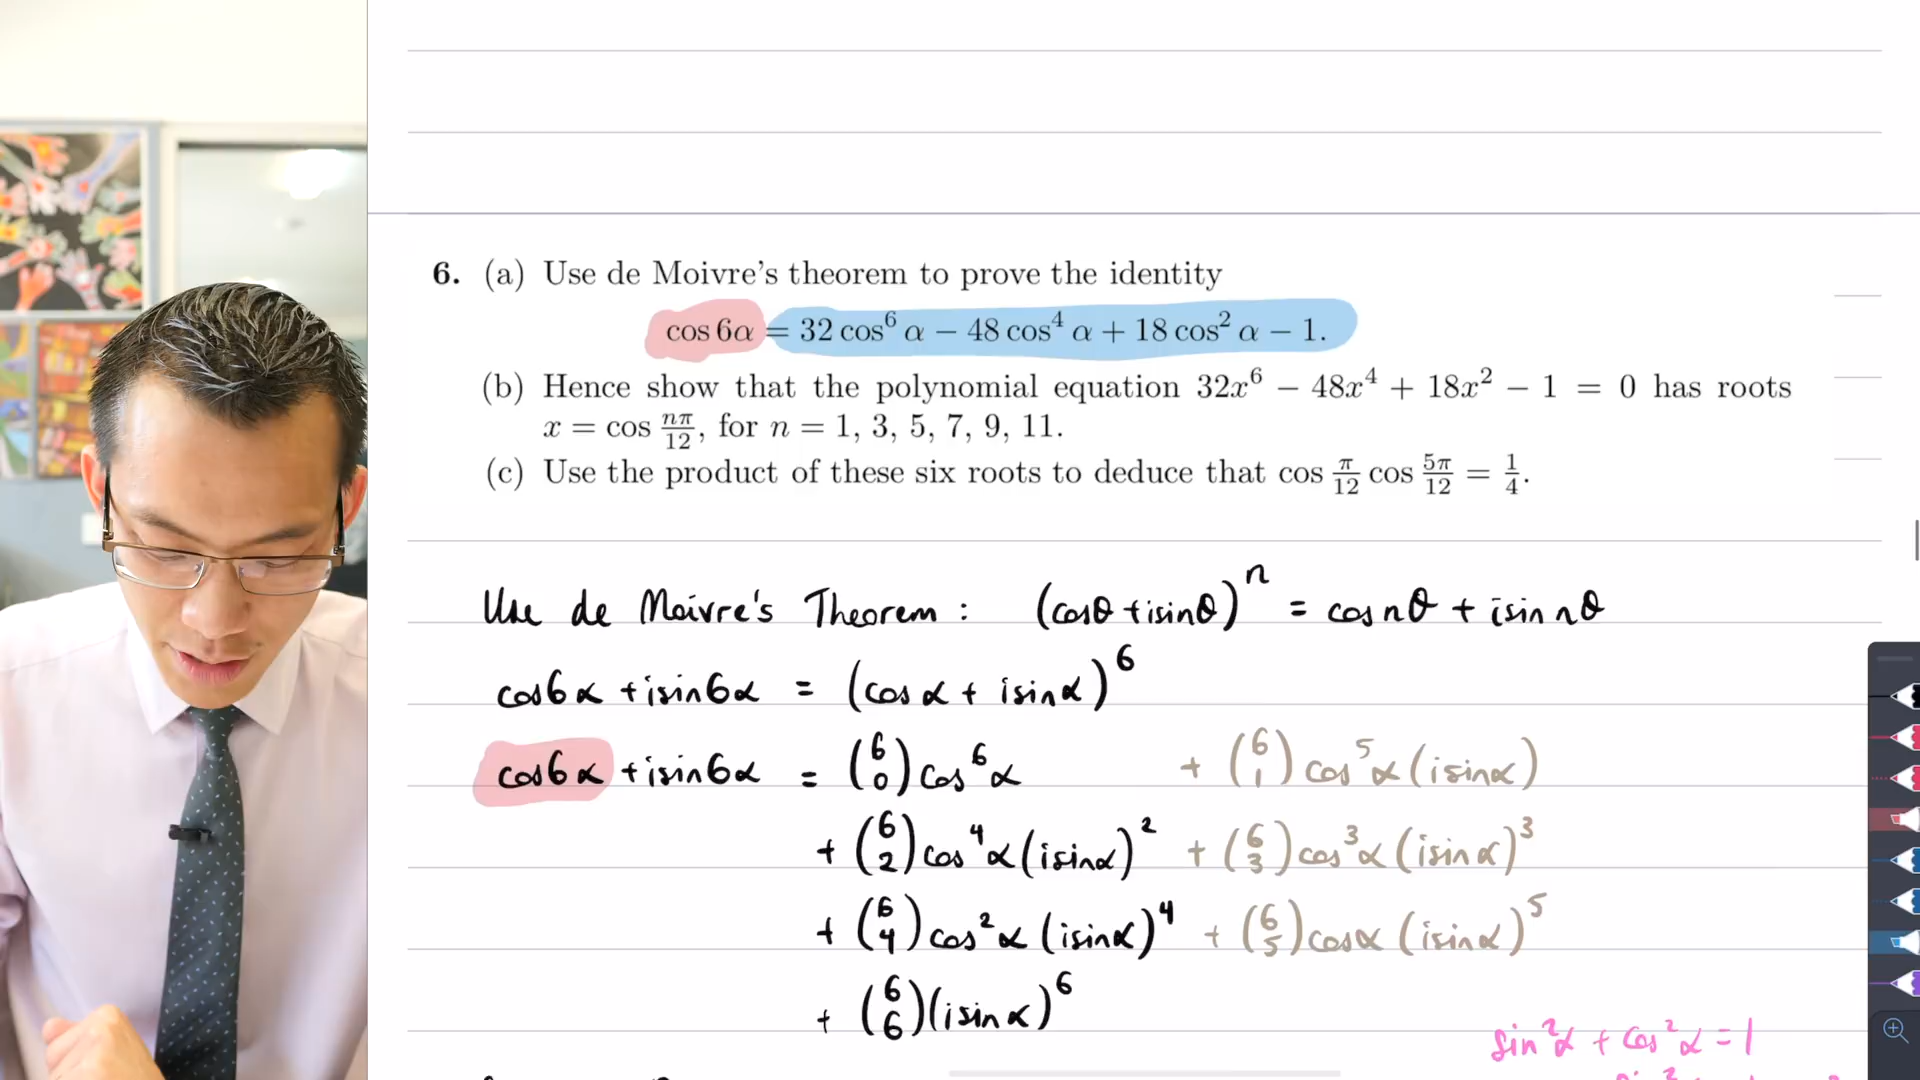 6. (a) Use de Moivre's theorem to prove the identity
cos 6α = 32 cos⁶ α − 48 cos⁴ α + 18 cos² α − 1.
(b) Hence show that the polynomial equation 32x⁶ − 48x⁴ + 18x² − 1 = 0 has roots
x = cos nπ/12, for n = 1, 3, 5, 7, 9, 11.
(c) Use the product of these six roots to deduce that cos π/12 cos 5π/12 = 1/4.
Use de Moivre's Theorem : (cosθ + isinθ)ⁿ = cosnθ + isin nθ
cos6α + isin6α = (cosα + isinα)⁶
cos6α + isin6α = (6 0) cos⁶α + (6 1) cos⁵α (isinα)
+ (6 2) cos⁴α (isinα)² + (6 3) cos³α (isinα)³
+ (6 4) cos²α (isinα)⁴ + (6 5) cosα (isinα)⁵
+ (6 6) (isinα)⁶
sin²α + cos²α = 1